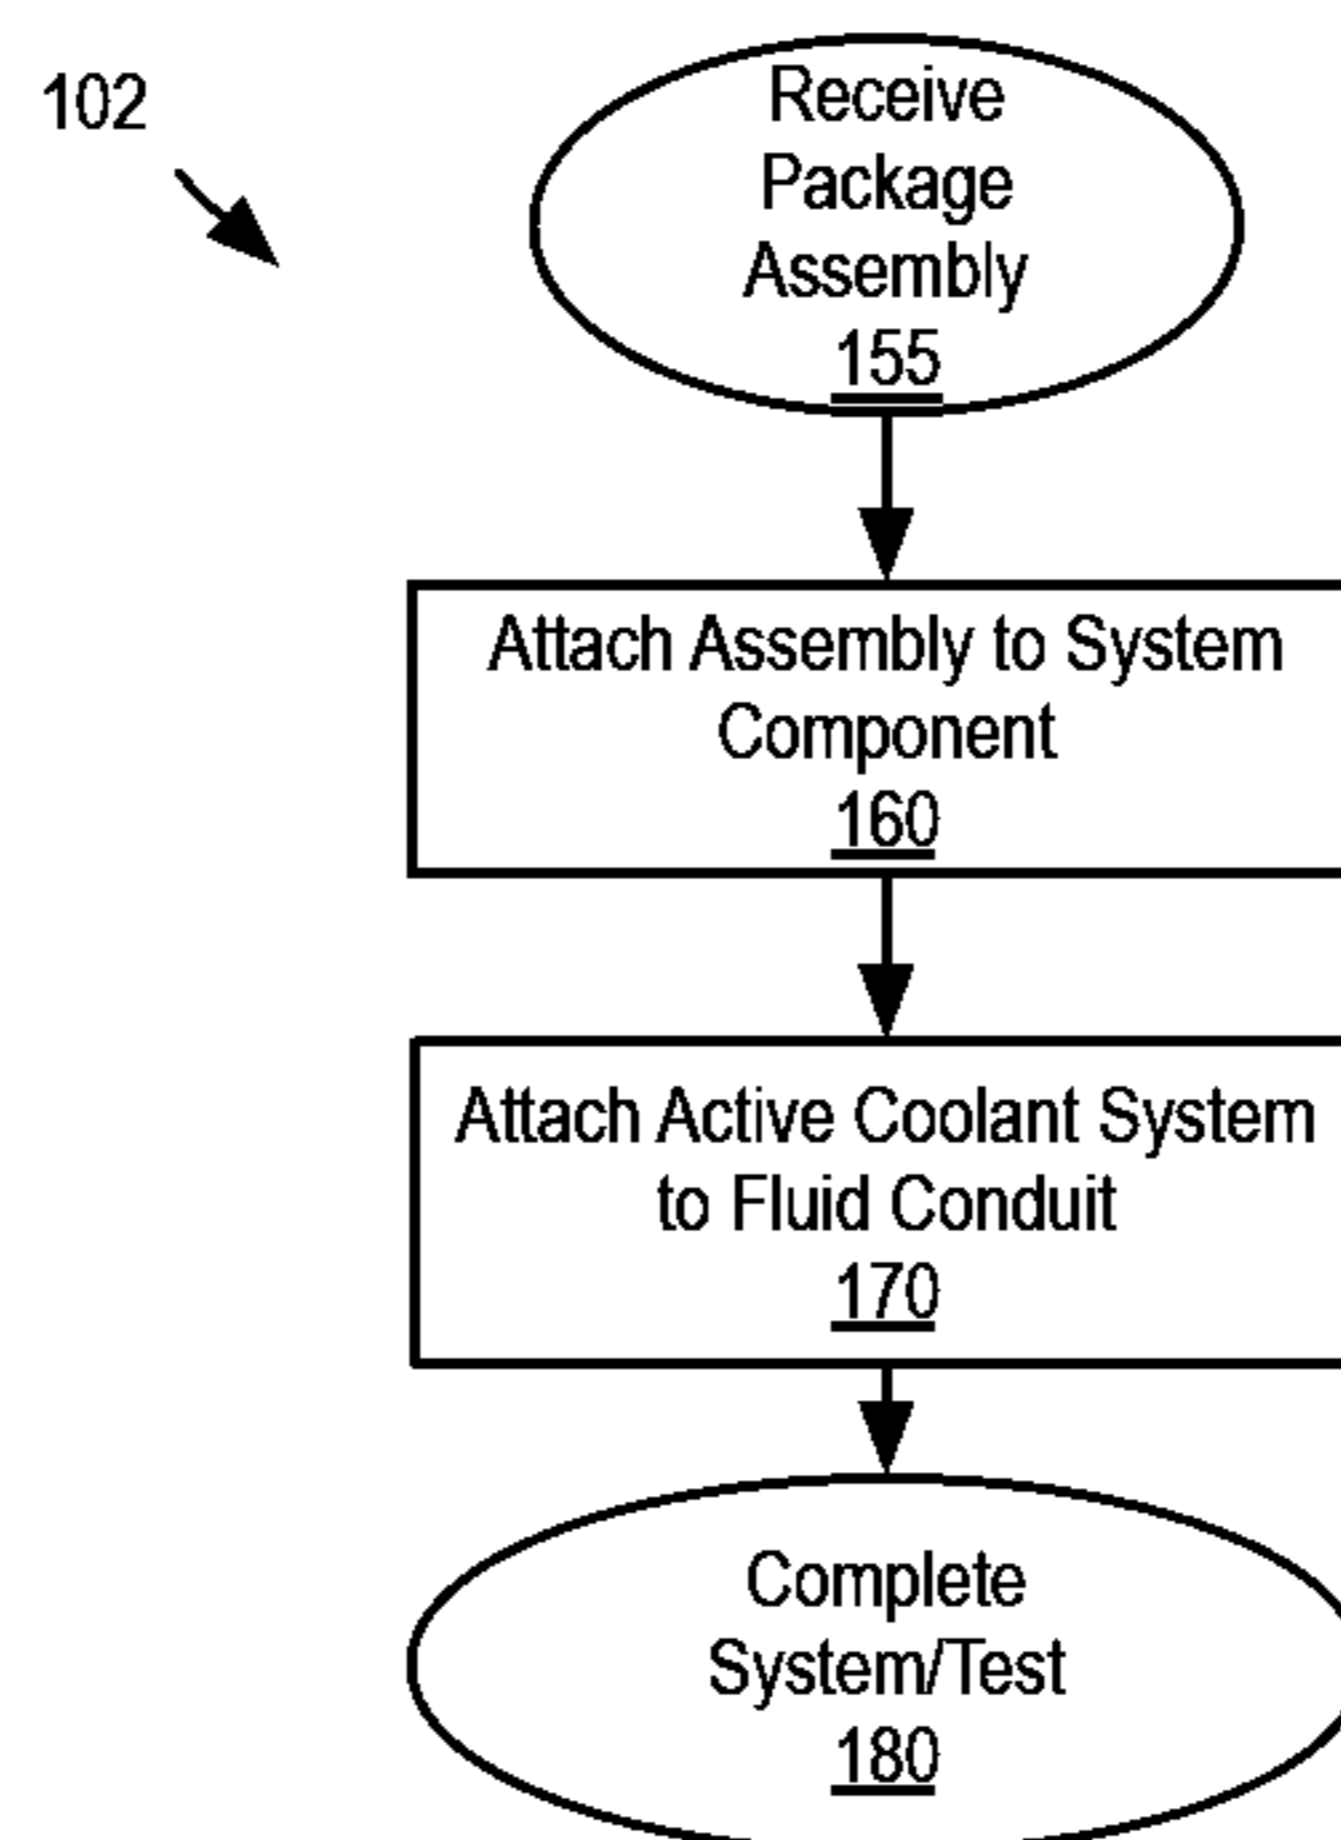 102
Receive
Package
Assembly
155
Attach Assembly to System
Component
160
Attach Active Coolant System
to Fluid Conduit
170
Complete
System/Test
180